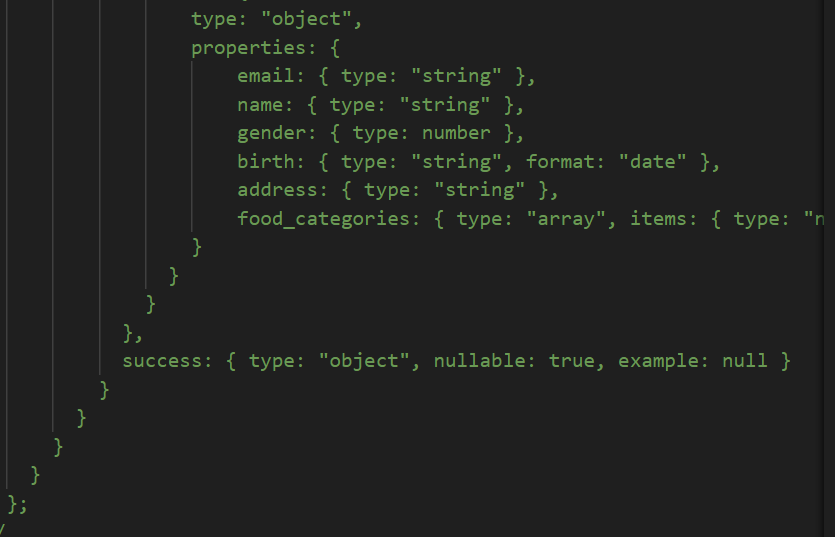 type: "object",
properties: {
email: { type: "string" },
name: { type: "string" },
gender: { type: number },
birth: { type: "string", format: "date" },
address: { type: "string" },
food_categories: { type: "array", items: { type: "n
}
}
}
},
success: { type: "object", nullable: true, example: null }
}
}
}
}
};
/